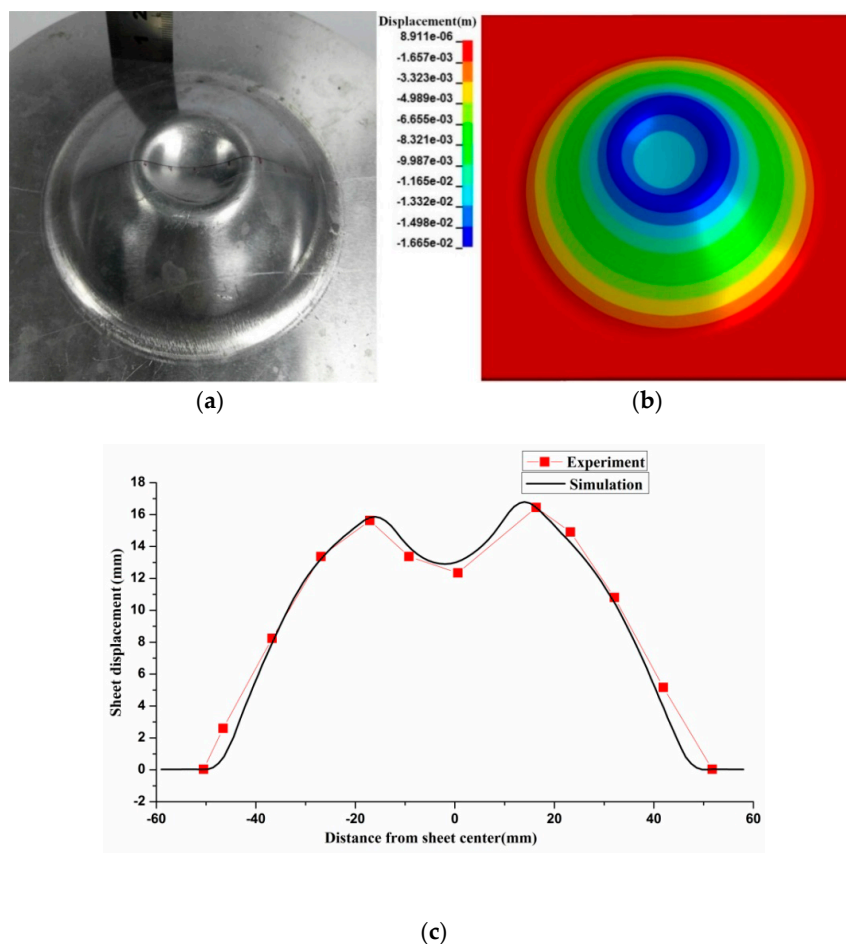 1 2
Displacement(m)
8.911e-06
-1.657e-03
-3.323e-03
-4.989e-03
-6.655e-03
-8.321e-03
-9.987e-03
-1.165e-02
-1.332e-02
-1.498e-02
-1.665e-02
(a)
(b)
Experiment
Simulation
18
16
14
12
10
8
6
4
2
0
-2
Sheet displacement (mm)
-60 -40 -20 0 20 40 60
Distance from sheet center(mm)
(c)